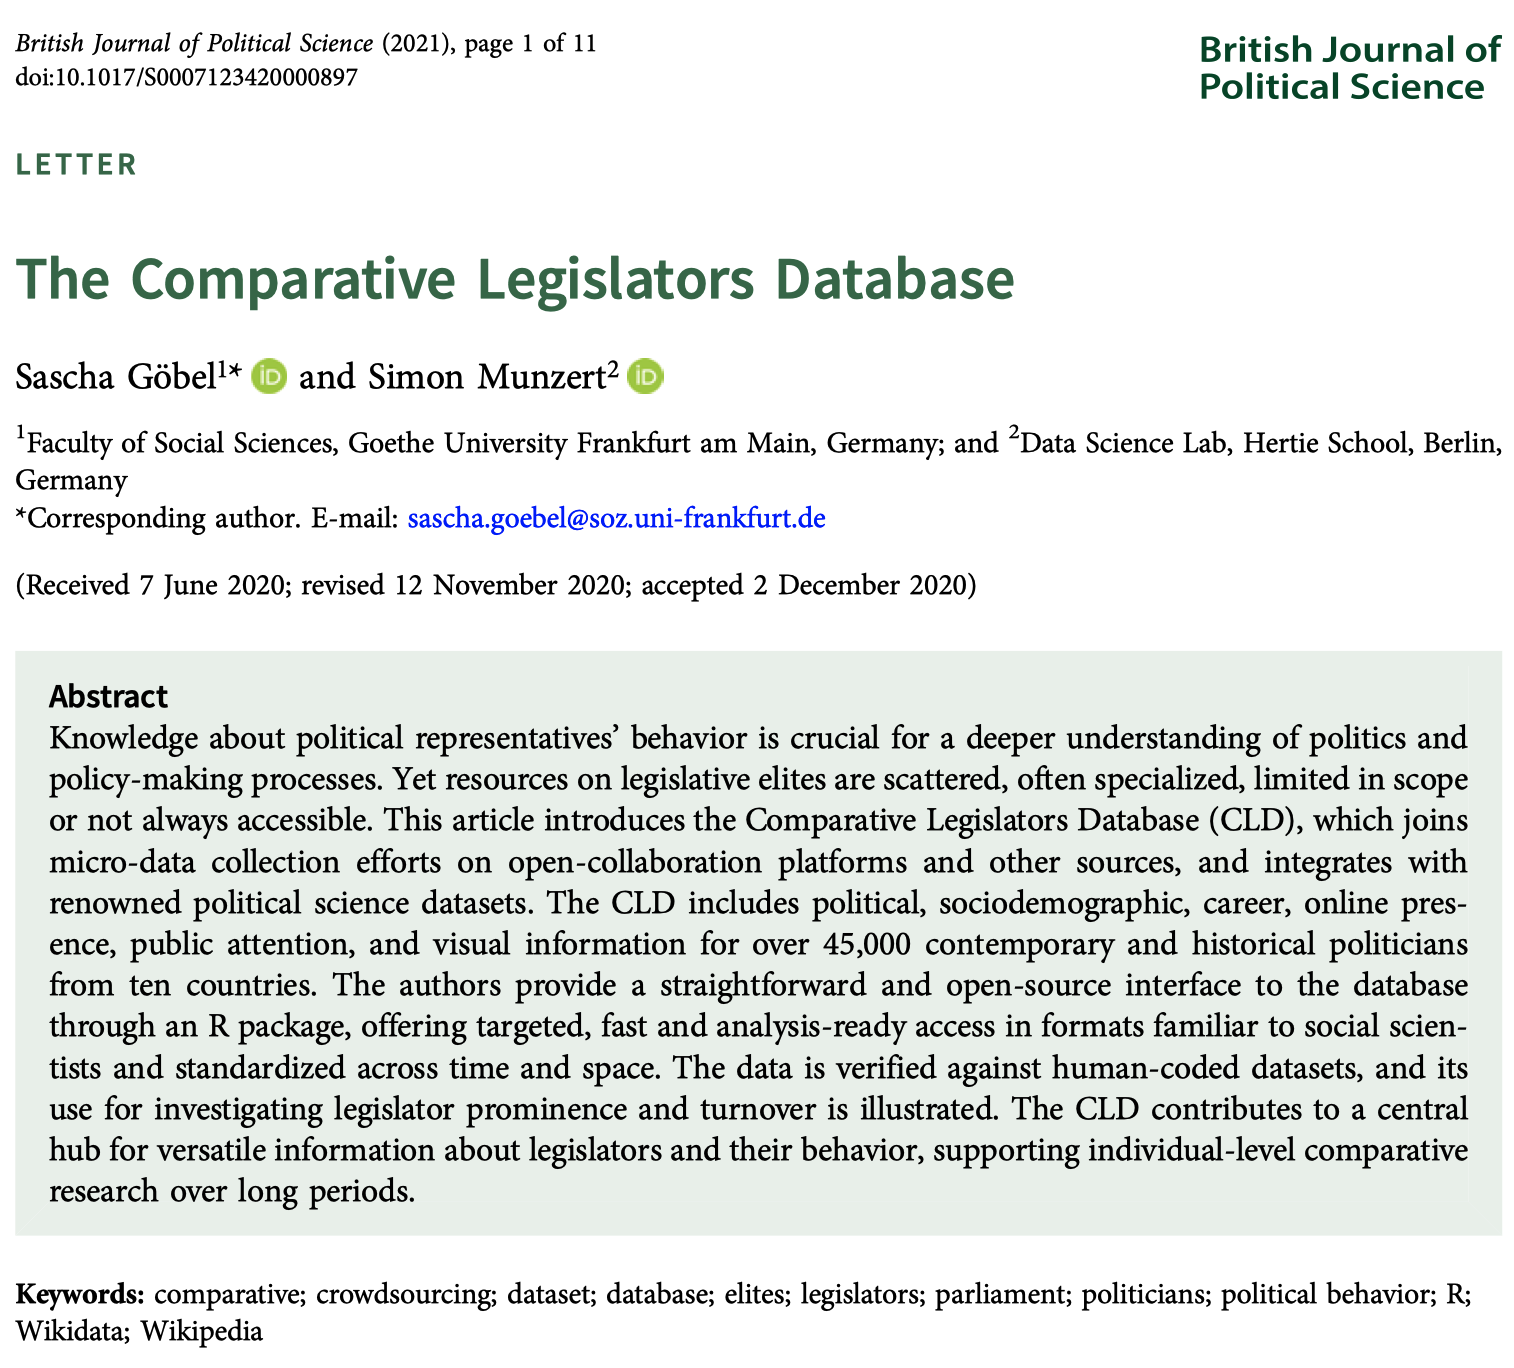 British Journal of Political Science (2021), page 1 of 11
doi:10.1017/S0007123420000897
British Journal of
Political Science
LETTER
The Comparative Legislators Database
Sascha Göbel1* iD and Simon Munzert2 iD
1Faculty of Social Sciences, Goethe University Frankfurt am Main, Germany; and 2Data Science Lab, Hertie School, Berlin,
Germany
*Corresponding author. E-mail: sascha.goebel@soz.uni-frankfurt.de
(Received 7 June 2020; revised 12 November 2020; accepted 2 December 2020)
Abstract
Knowledge about political representatives’ behavior is crucial for a deeper understanding of politics and
policy-making processes. Yet resources on legislative elites are scattered, often specialized, limited in scope
or not always accessible. This article introduces the Comparative Legislators Database (CLD), which joins
micro-data collection efforts on open-collaboration platforms and other sources, and integrates with
renowned political science datasets. The CLD includes political, sociodemographic, career, online pres-
ence, public attention, and visual information for over 45,000 contemporary and historical politicians
from ten countries. The authors provide a straightforward and open-source interface to the database
through an R package, offering targeted, fast and analysis-ready access in formats familiar to social scien-
tists and standardized across time and space. The data is verified against human-coded datasets, and its
use for investigating legislator prominence and turnover is illustrated. The CLD contributes to a central
hub for versatile information about legislators and their behavior, supporting individual-level comparative
research over long periods.
Keywords: comparative; crowdsourcing; dataset; database; elites; legislators; parliament; politicians; political behavior; R;
Wikidata; Wikipedia